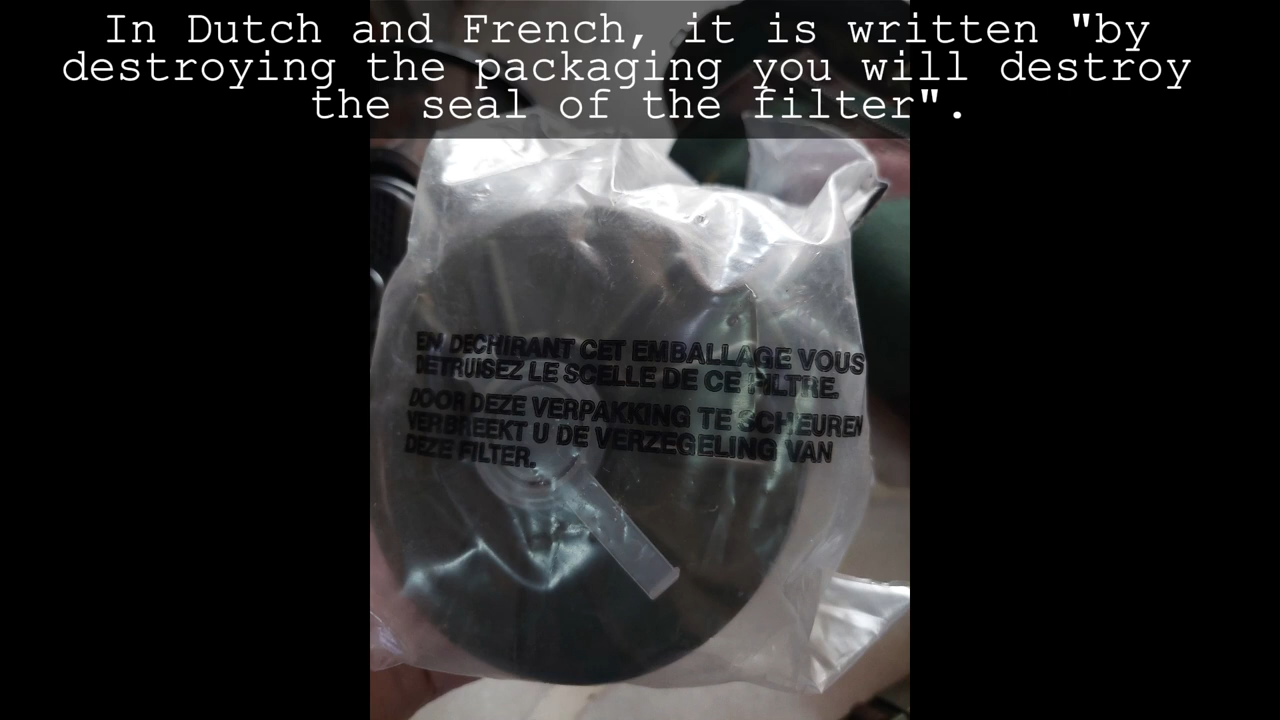 In Dutch and French, it is written "by
destroying the packaging you will destroy
the seal of the filter".
EN DECHIRANT CET EMBALLAGE VOUS
DETRUISEZ LE SCELLE DE CE FILTRE.
DOOR DEZE VERPAKKING TE SCHEUREN
VERBREEKT U DE VERZEGELING VAN
DEZE FILTER.